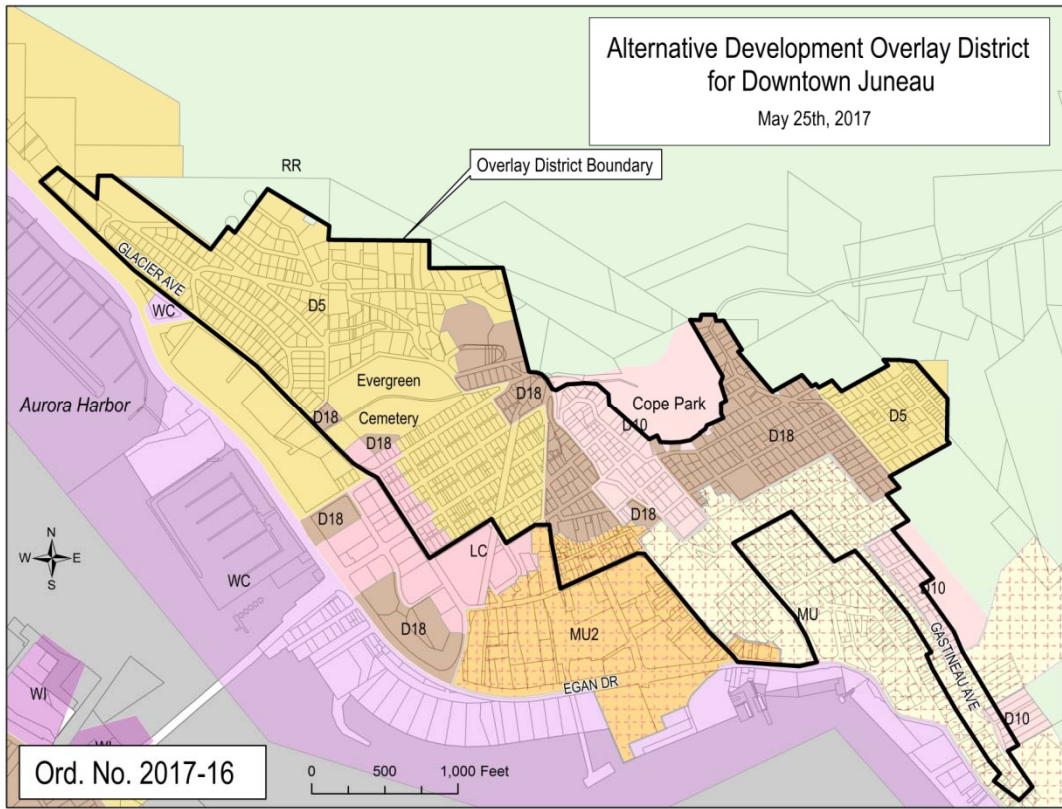 Alternative Development Overlay District
for Downtown Juneau
May 25th, 2017
RR
Overlay District Boundary
GLACIER AVE
WC
D5
Evergreen
Cemetery
Aurora Harbor
D18
D18
D18
Cope Park
D10
D18
D5
D18
D18
WC
LC
D18
MU2
MU
D10
EGAN DR
GASTINEAU AVE
D10
N
W
E
S
WI
WI
Ord. No. 2017-16
0 500 1,000 Feet